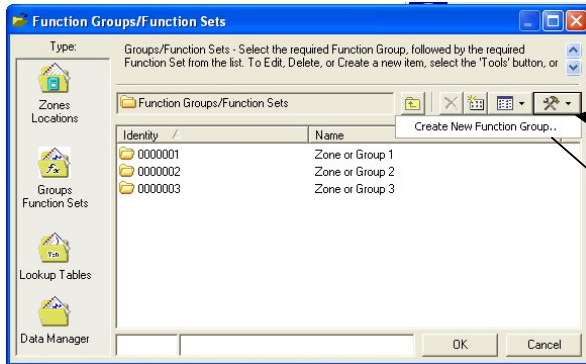 Function Groups/Function Sets
Type:
Groups/Function Sets - Select the required Function Group, followed by the required
Function Set from the list. To Edit, Delete, or Create a new item, select the 'Tools' button, or
Zones
Locations
Function Groups/Function Sets
Create New Function Group..
Identity Name
0000001 Zone or Group 1
0000002 Zone or Group 2
0000003 Zone or Group 3
Groups
Function Sets
Lookup Tables
Data Manager
OK Cancel